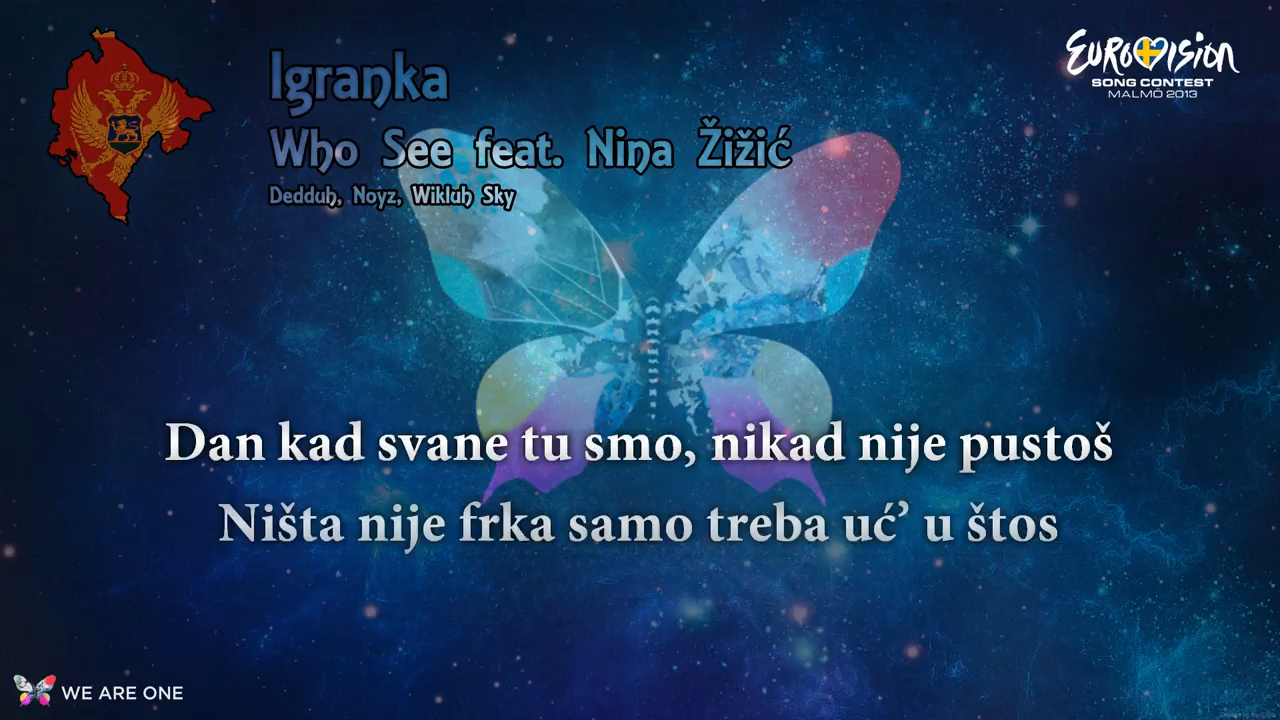 Igranka
Who See feat. Nina Žižić
Dedduh, Noyz, Wikluh Sky
EUROVISION
SONG CONTEST
MALMÖ 2013
Dan kad svane tu smo, nikad nije pustoš
Ništa nije frka samo treba uć’ u štos
WE ARE ONE